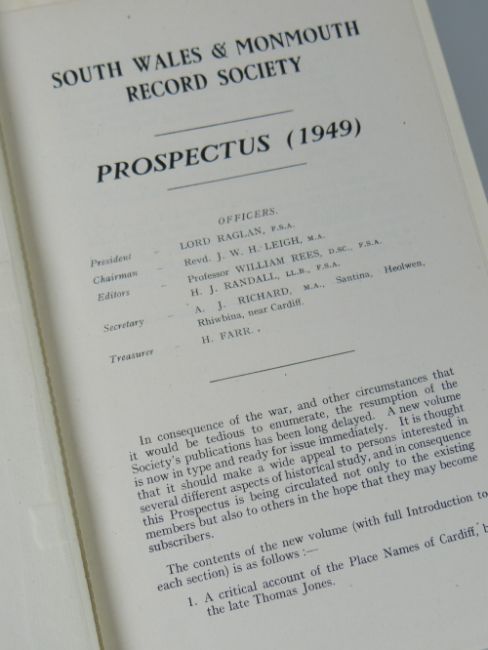 SOUTH WALES & MONMOUTH
RECORD SOCIETY
PROSPECTUS (1949)
OFFICERS.
President - LORD RAGLAN, F.S.A.
Chairman - Revd. J. W. H. LEIGH, M.A.
Editors - Professor WILLIAM REES, D.SC., F.S.A.
H. J. RANDALL, LL.B., F.S.A.
Secretary - A. J. RICHARD, M.A., Santina, Heolwen,
Rhiwbina, near Cardiff.
Treasurer - H. FARR.
In consequence of the war, and other circumstances that
it would be tedious to enumerate, the resumption of the
Society's publications has been long delayed. A new volume
is now in type and ready for issue immediately. It is thought
that it should make a wide appeal to persons interested in
several different aspects of historical study, and in consequence
this Prospectus is being circulated not only to the existing
members but also to others in the hope that they may become
subscribers.
The contents of the new volume (with full Introduction to
each section) is as follows :—
1. A critical account of the Place Names of Cardiff, b
the late Thomas Jones.